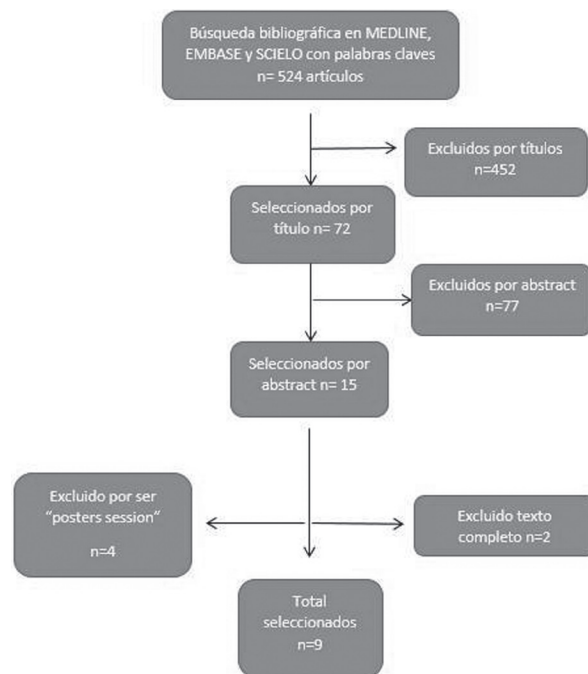 Búsqueda bibliográfica en MEDLINE,
EMBASE y SCIELO con palabras claves
n= 524 artículos
Excluidos por títulos
n=452
Seleccionados por
título n= 72
Excluidos por abstract
n=77
Seleccionados por
abstract n= 15
Excluido por ser
"posters session"
n=4
Excluido texto
completo n=2
Total
seleccionados
n=9